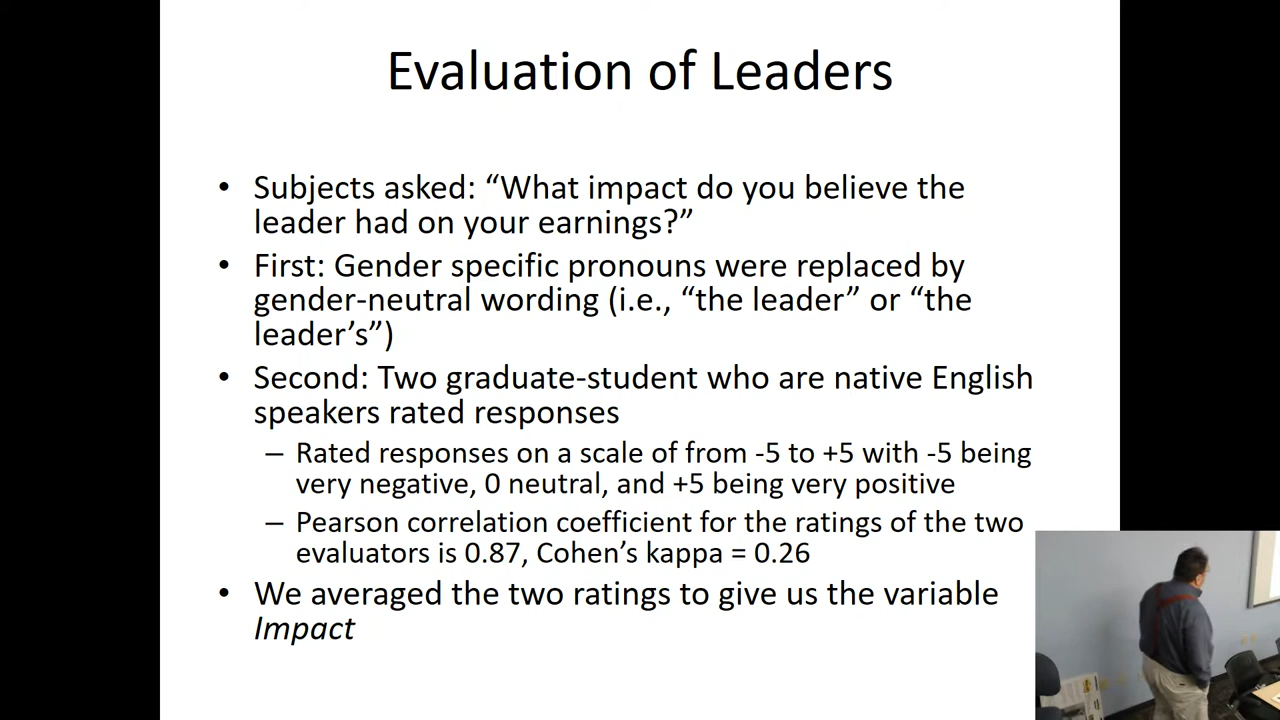 Evaluation of Leaders
• Subjects asked: “What impact do you believe the
leader had on your earnings?”
• First: Gender specific pronouns were replaced by
gender-neutral wording (i.e., “the leader” or “the
leader’s”)
• Second: Two graduate-student who are native English
speakers rated responses
– Rated responses on a scale of from -5 to +5 with -5 being
very negative, 0 neutral, and +5 being very positive
– Pearson correlation coefficient for the ratings of the two
evaluators is 0.87, Cohen’s kappa = 0.26
• We averaged the two ratings to give us the variable
Impact